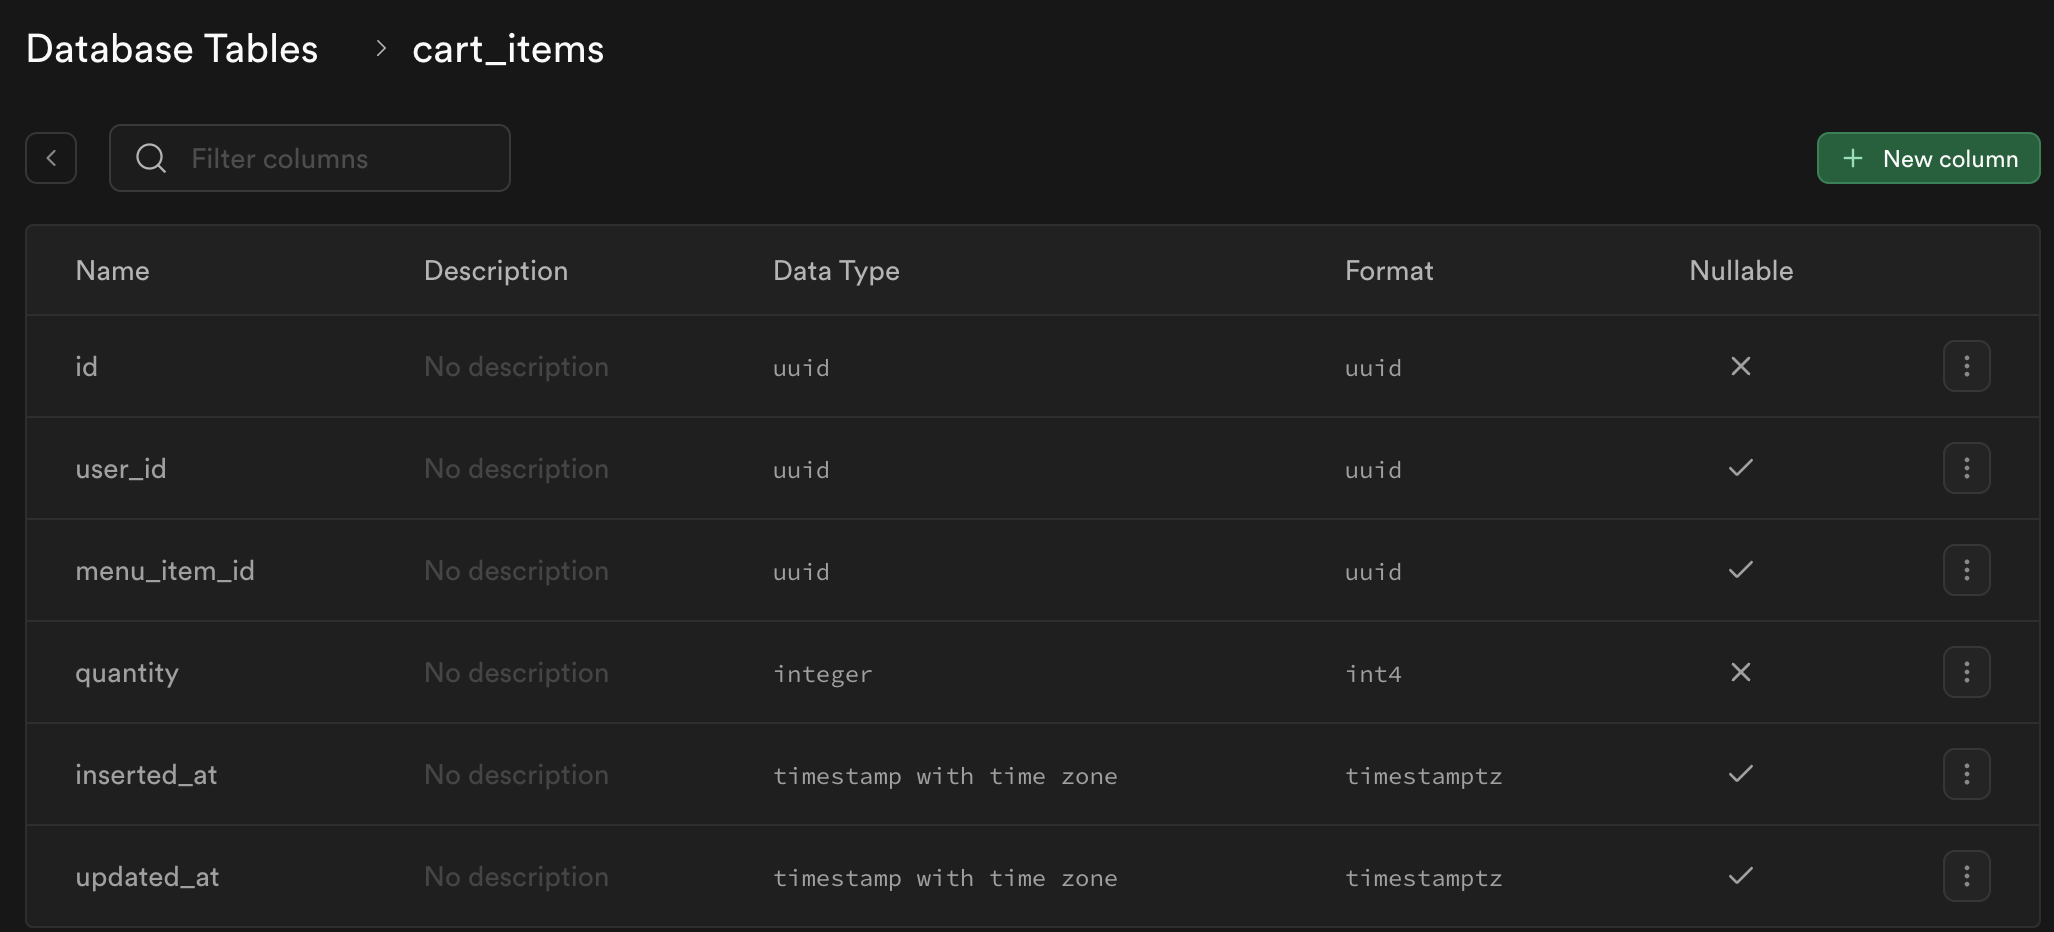 Database Tables > cart_items
Filter columns
New column
Name Description Data Type Format Nullable
id No description uuid uuid
user_id No description uuid uuid
menu_item_id No description uuid uuid
quantity No description integer int4
inserted_at No description timestamp with time zone timestamptz
updated_at No description timestamp with time zone timestamptz